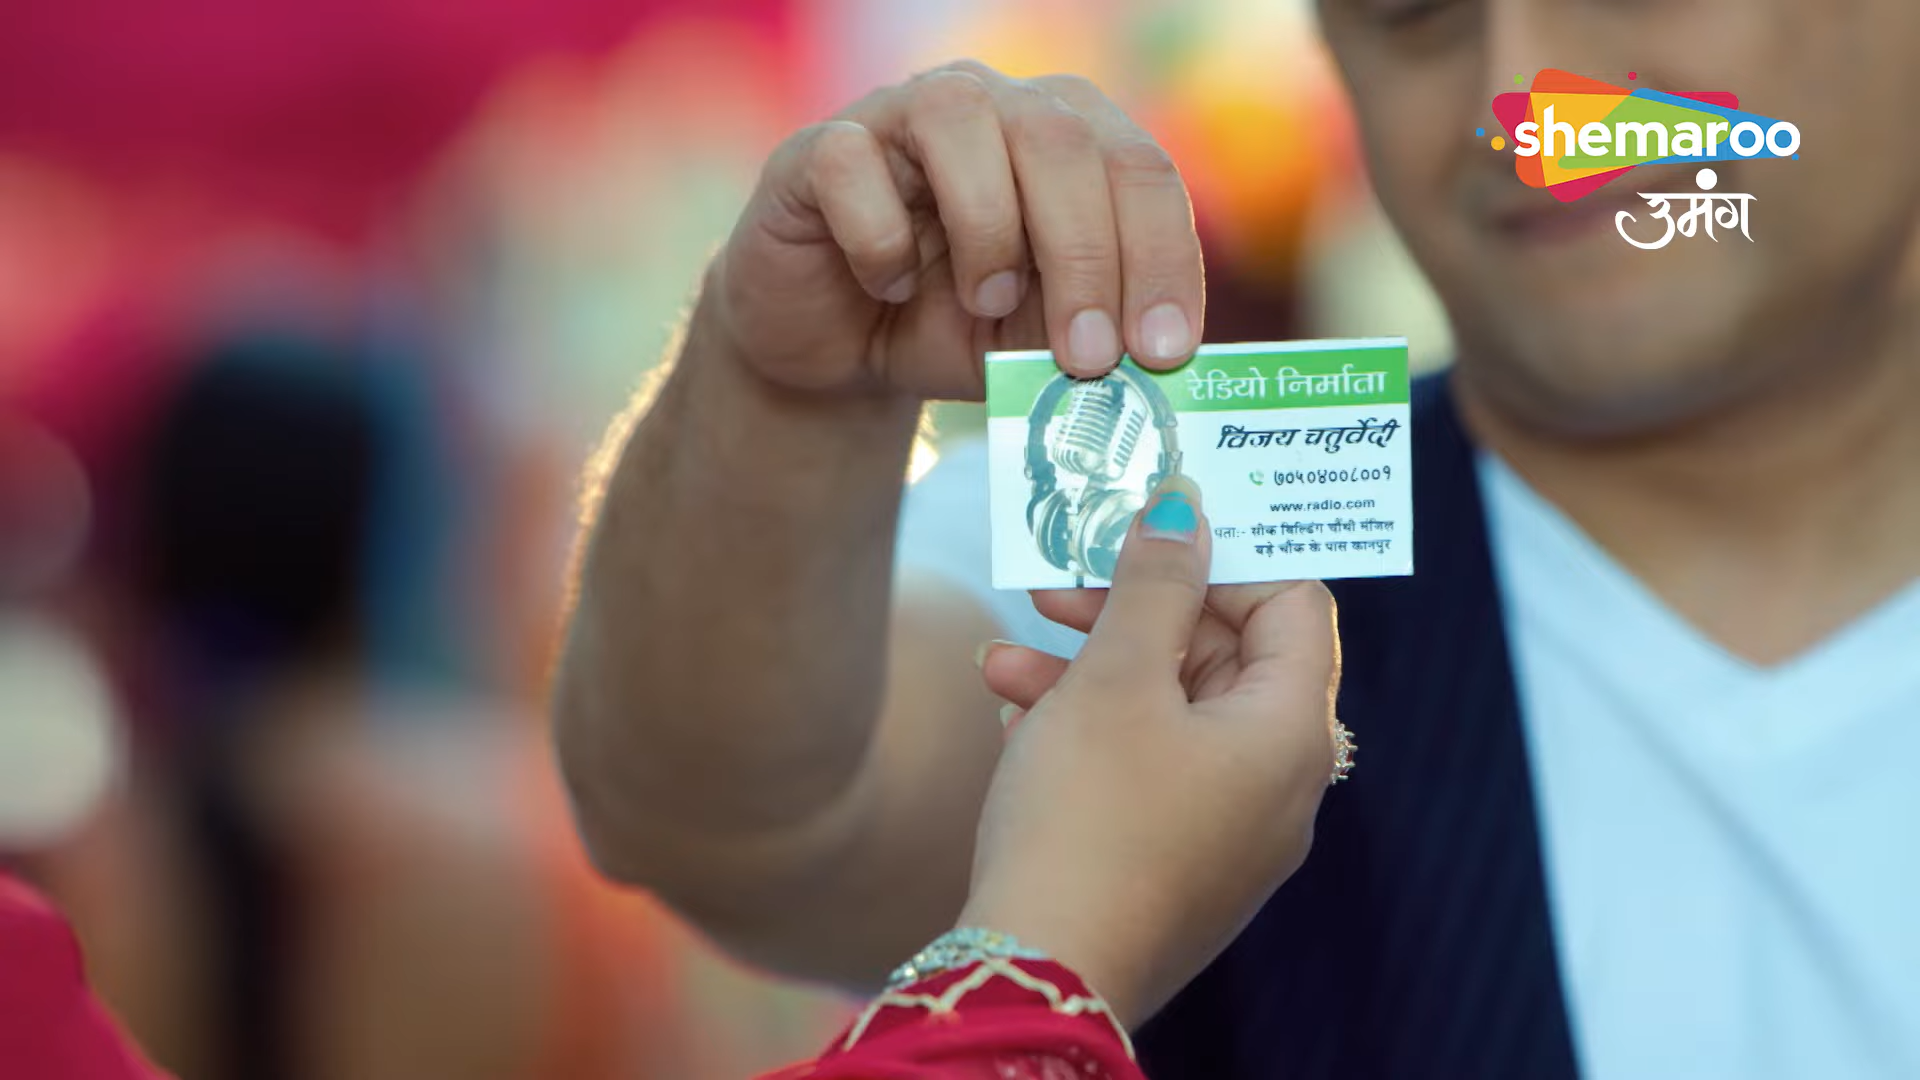 shemaroo
उमंग
रेडियो निर्माता
विजय चतुर्वेदी
७०५०४००८००१
www.radio.com
पता:- सोक बिल्डिंग चौंथी मंजिल
बड़े चौंक के पास कानपुर